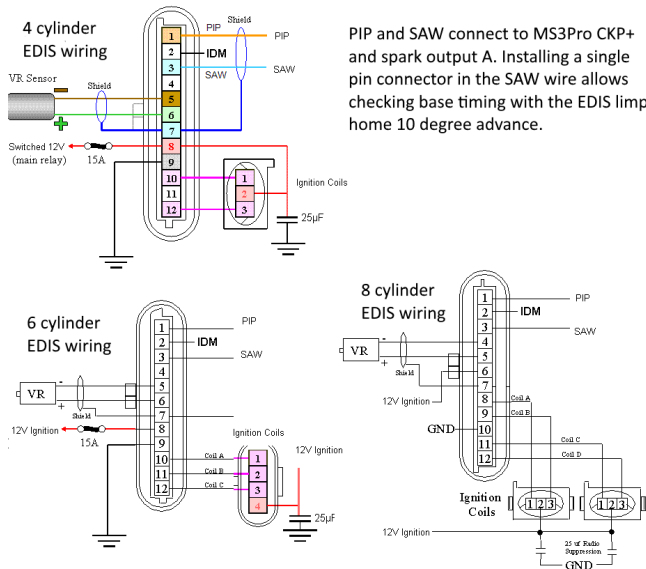 4 cylinder
EDIS wiring
PIP and SAW connect to MS3Pro CKP+
and spark output A. Installing a single
pin connector in the SAW wire allows
checking base timing with the EDIS limp
home 10 degree advance.
Shield
PIP
PIP
IDM
SAW
SAW
VR Sensor
Shield
-
+
Switched 12V
(main relay)
15A
1
2
3
4
5
6
7
8
9
10
11
12
Ignition Coils
1
2
3
25µF
6 cylinder
EDIS wiring
PIP
IDM
SAW
VR
-
+
Shield
12V Ignition
15A
1
2
3
4
5
6
7
8
9
10
11
12
Coil A
Coil B
Coil C
Ignition Coils
12V Ignition
1
2
3
4
25µF
8 cylinder
EDIS wiring
PIP
IDM
SAW
VR
-
+
Shield
12V Ignition
GND
1
2
3
4
5
6
7
8
9
10
11
12
Coil A
Coil B
Coil C
Coil D
Ignition
Coils
1 2 3
1 2 3
12V Ignition
25 uf Radio
Suppression
GND